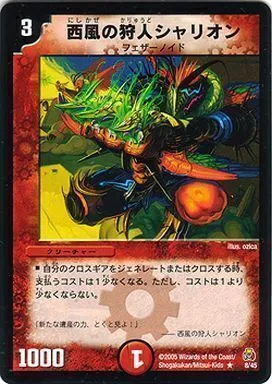 3
にしかぜ かりゅうど
西風の狩人シャリオン
フェザーノイド
illus. ozica
クリーチャー
■自分のクロスギアをジェネレートまたはクロスする時、
支払うコストは1少なくなる。ただし、コストは1より
少なくならない。
「新たな遺産の力、とくと見よ!」
―西風の狩人シャリオン
1000
1
©2005 Wizards of the Coast/
Shogakukan/Mitsui-Kids
★ 8/45